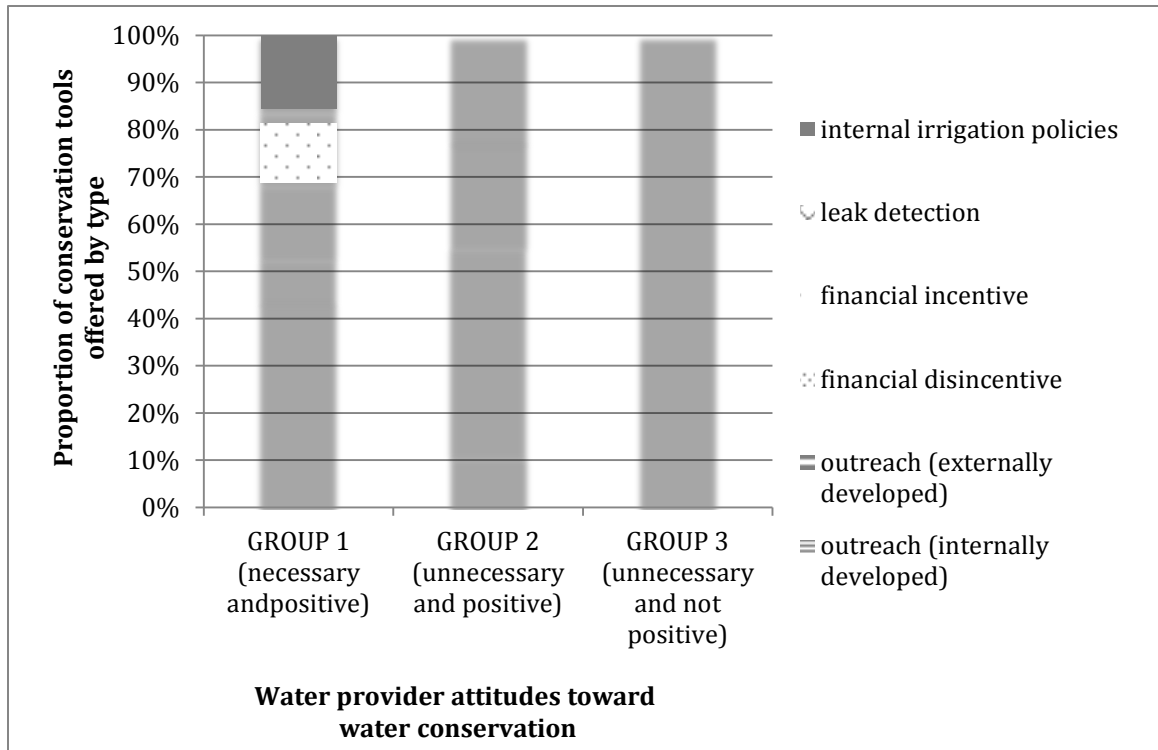 Proportion of conservation tools
offered by type
100%
90%
80%
70%
60%
50%
40%
30%
20%
10%
0%
GROUP 1
(necessary
andpositive)
GROUP 2
(unnecessary
and positive)
GROUP 3
(unnecessary
and not
positive)
Water provider attitudes toward
water conservation
internal irrigation policies
leak detection
financial incentive
financial disincentive
outreach (externally
developed)
outreach (internally
developed)